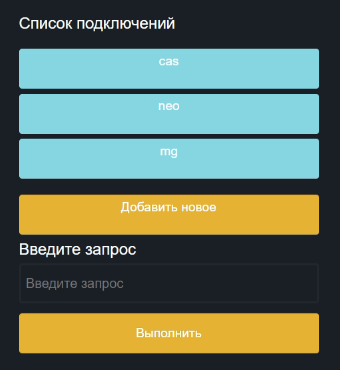 Список подключений
cas
neo
mg
Добавить новое
Введите запрос
Введите запрос
Выполнить